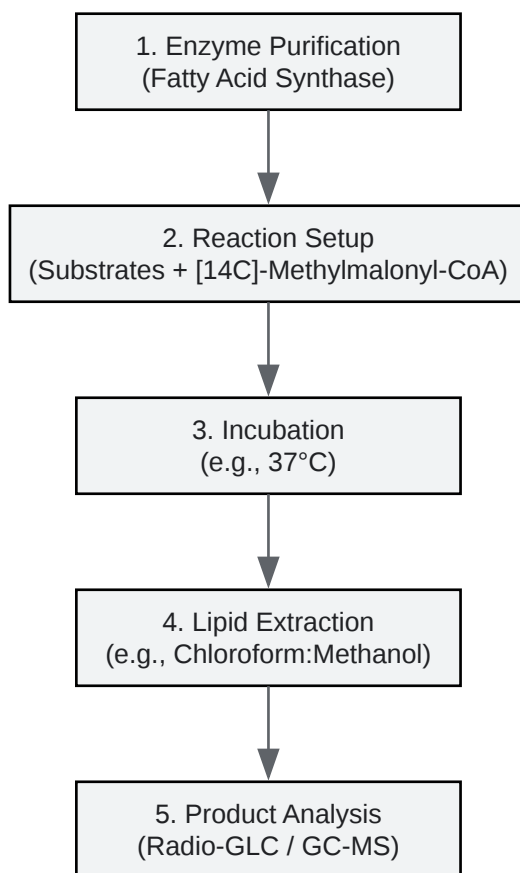 1. Enzyme Purification
(Fatty Acid Synthase)
2. Reaction Setup
(Substrates + [14C]-Methylmalonyl-CoA)
3. Incubation
(e.g., 37°C)
4. Lipid Extraction
(e.g., Chloroform:Methanol)
5. Product Analysis
(Radio-GLC / GC-MS)